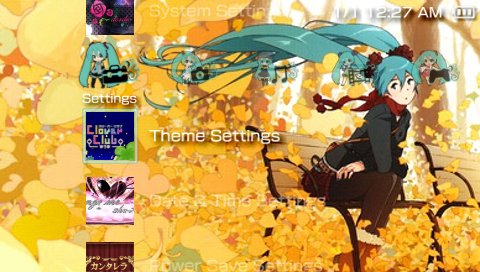 System Settings
1/1 12:27 AM
Settings
Clover
Club
Theme Settings
Date & Time Settings
カンタレラ
Power Save Settings